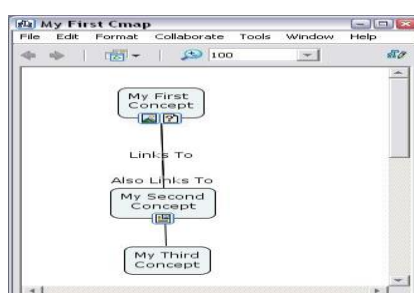 My First Cmap
File Edit Format Collaborate Tools Window Help
100
My First
Concept
Links To
Also Links To
My Second
Concept
My Third
Concept